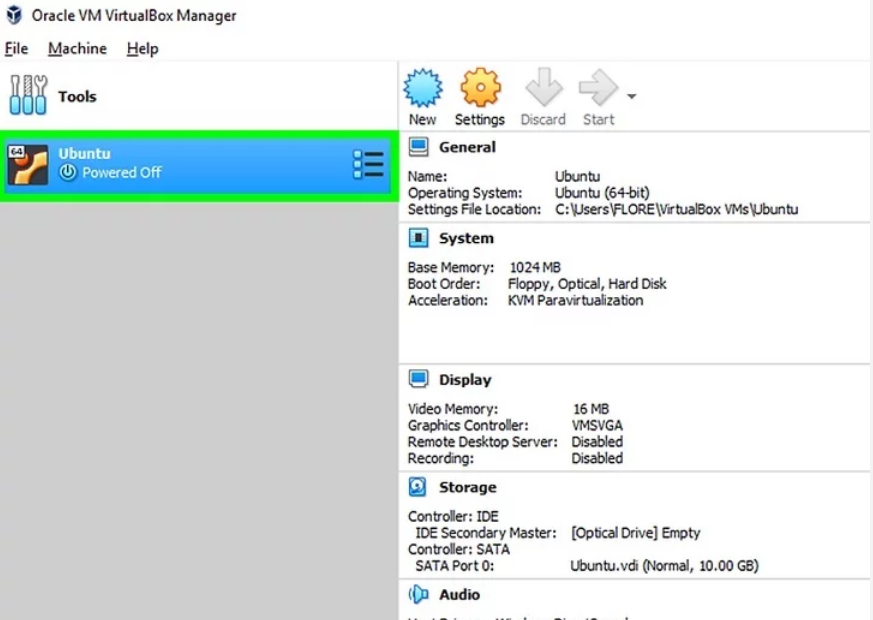 Oracle VM VirtualBox Manager
File Machine Help
Tools
New Settings Discard Start
64
Ubuntu
Powered Off
General
Name: Ubuntu
Operating System: Ubuntu (64-bit)
Settings File Location: C:\Users\FLORE\VirtualBox VMs\Ubuntu
System
Base Memory: 1024 MB
Boot Order: Floppy, Optical, Hard Disk
Acceleration: KVM Paravirtualization
Display
Video Memory: 16 MB
Graphics Controller: VMSVGA
Remote Desktop Server: Disabled
Recording: Disabled
Storage
Controller: IDE
IDE Secondary Master: [Optical Drive] Empty
Controller: SATA
SATA Port 0: Ubuntu.vdi (Normal, 10.00 GB)
Audio